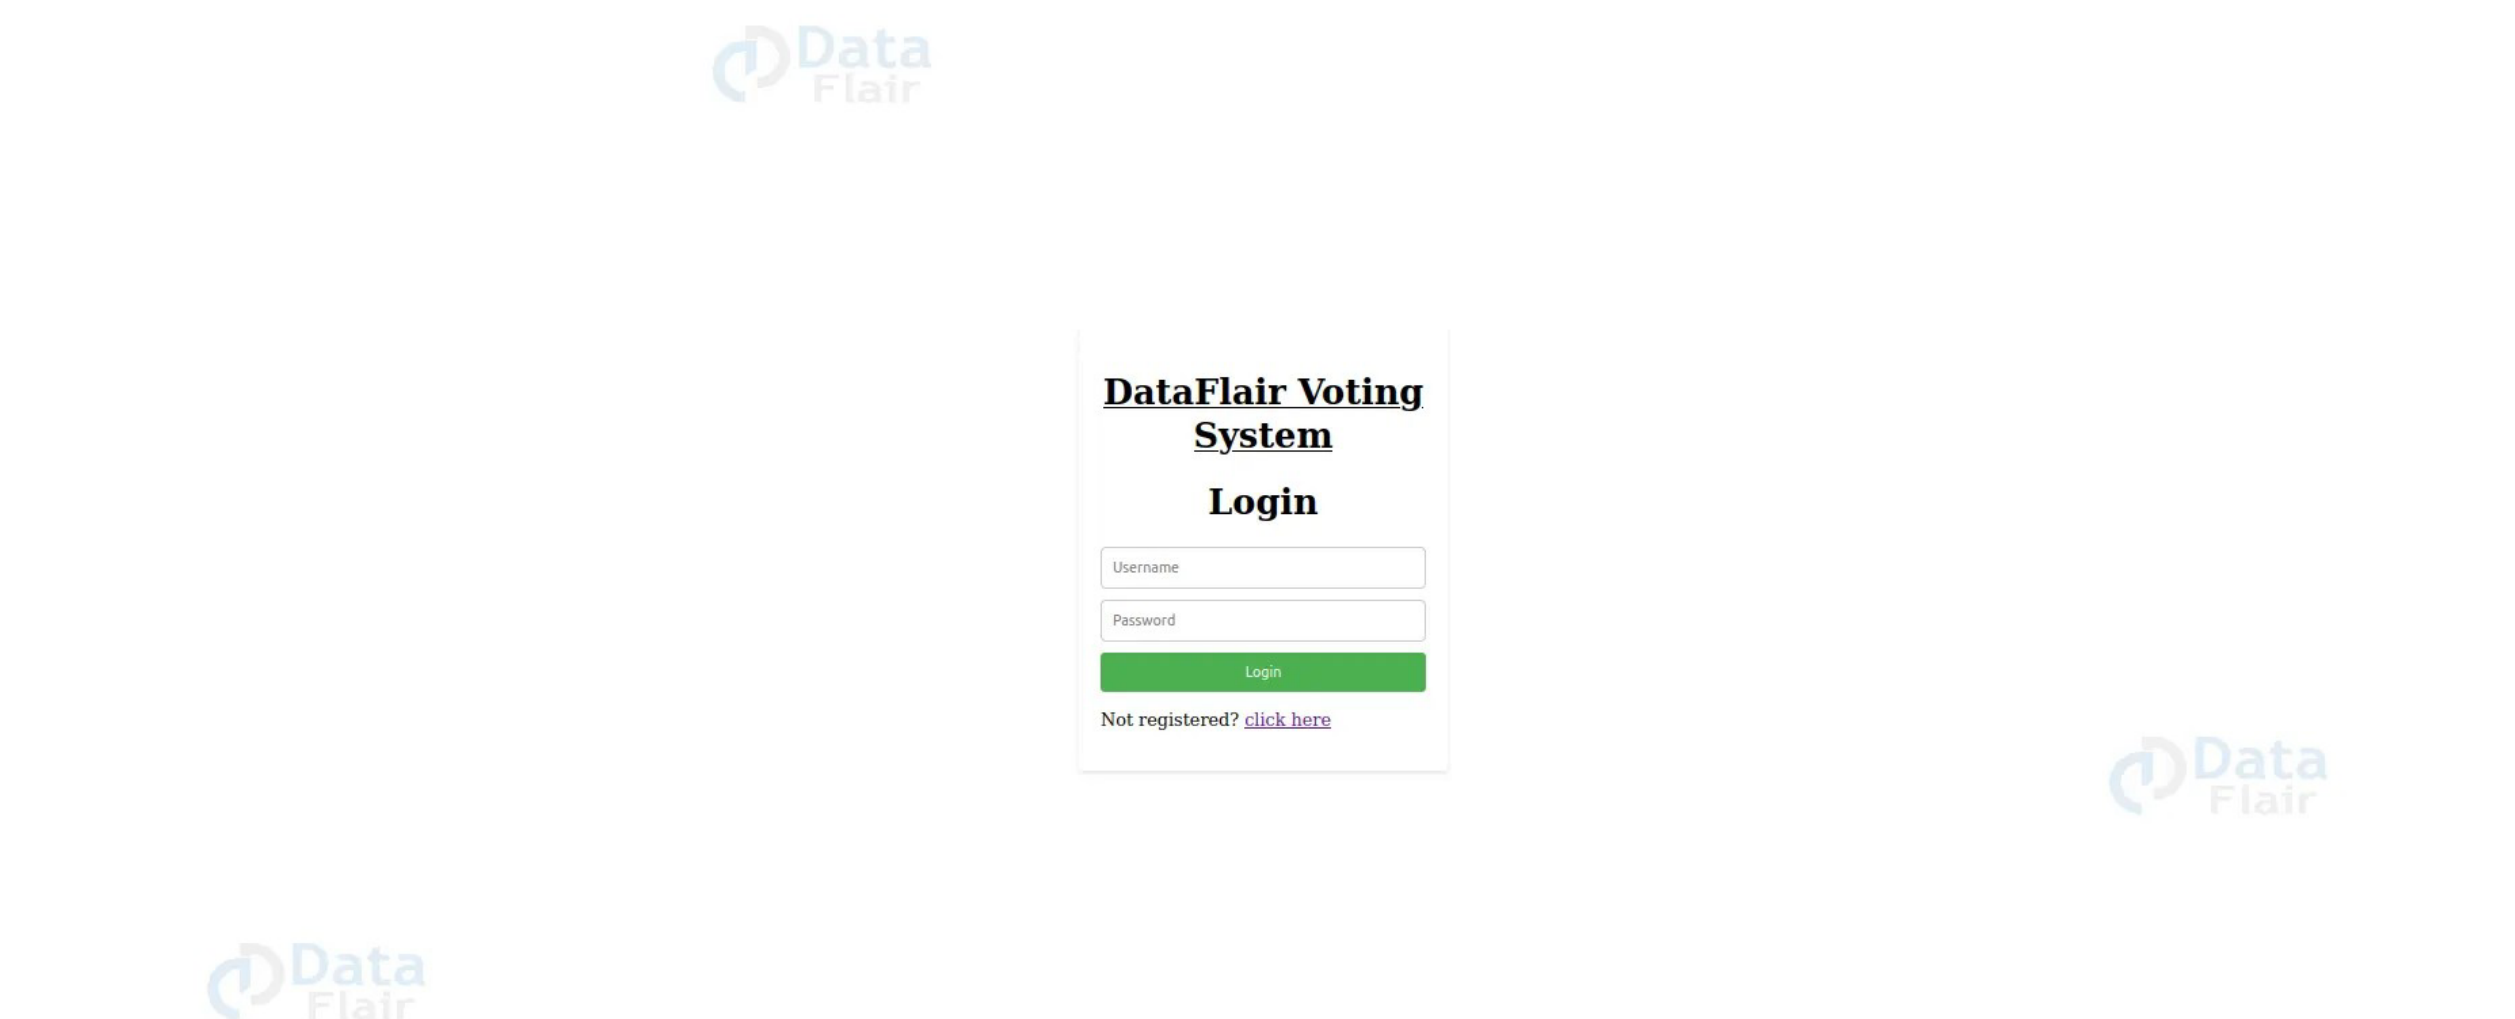 Data
Flair
DataFlair Voting
System
Login
Username
Password
Login
Not registered? click here
Data
Flair
Data
Flair